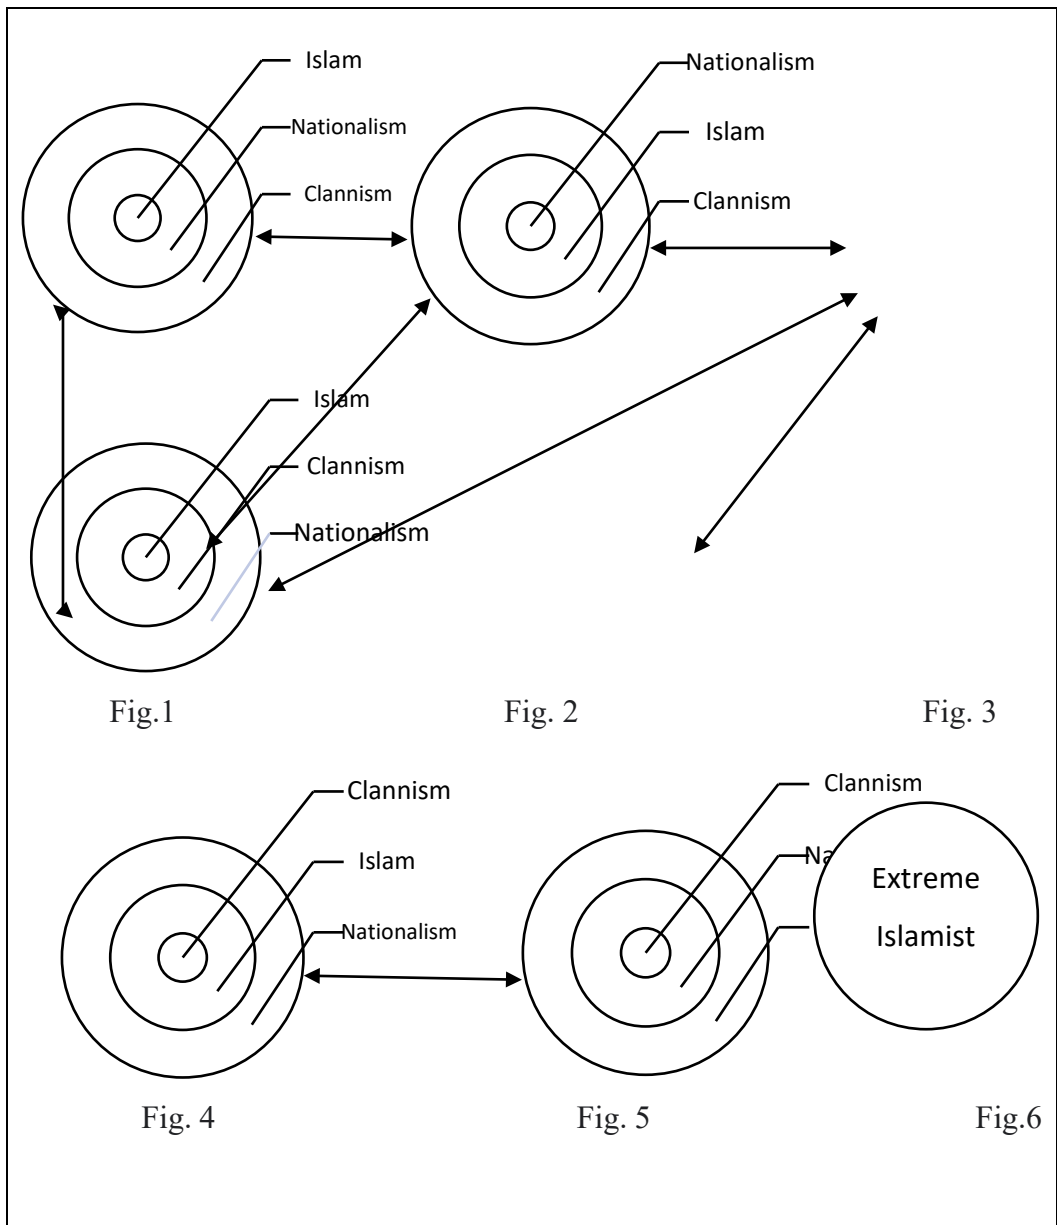 Islam
Nationalism
Clannism
Nationalism
Islam
Clannism
Islam
Clannism
Nationalism
Fig.1
Fig. 2
Fig. 3
Clannism
Islam
Nationalism
Clannism
Extreme
Islamist
Fig. 4
Fig. 5
Fig.6